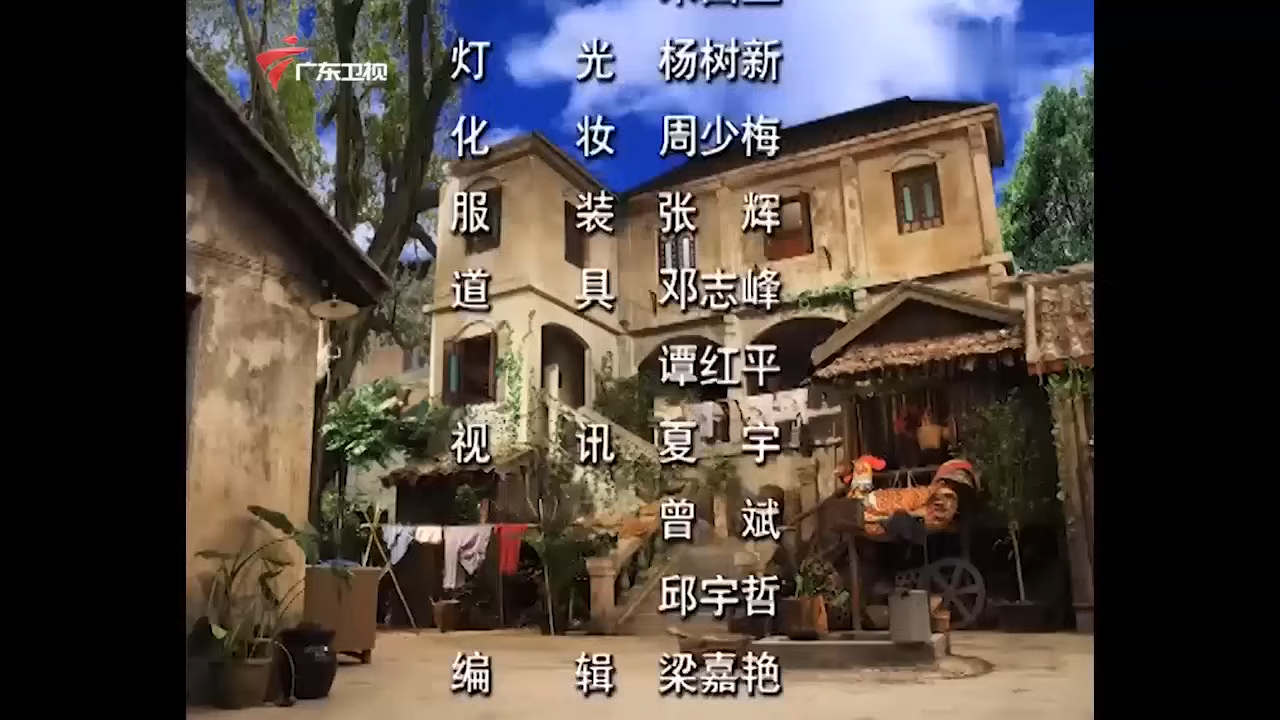 广东卫视
灯光 杨树新
化妆 周少梅
服装 张辉
道具 邓志峰
谭红平
视讯 夏宇
曾斌
邱宇哲
编辑 梁嘉艳